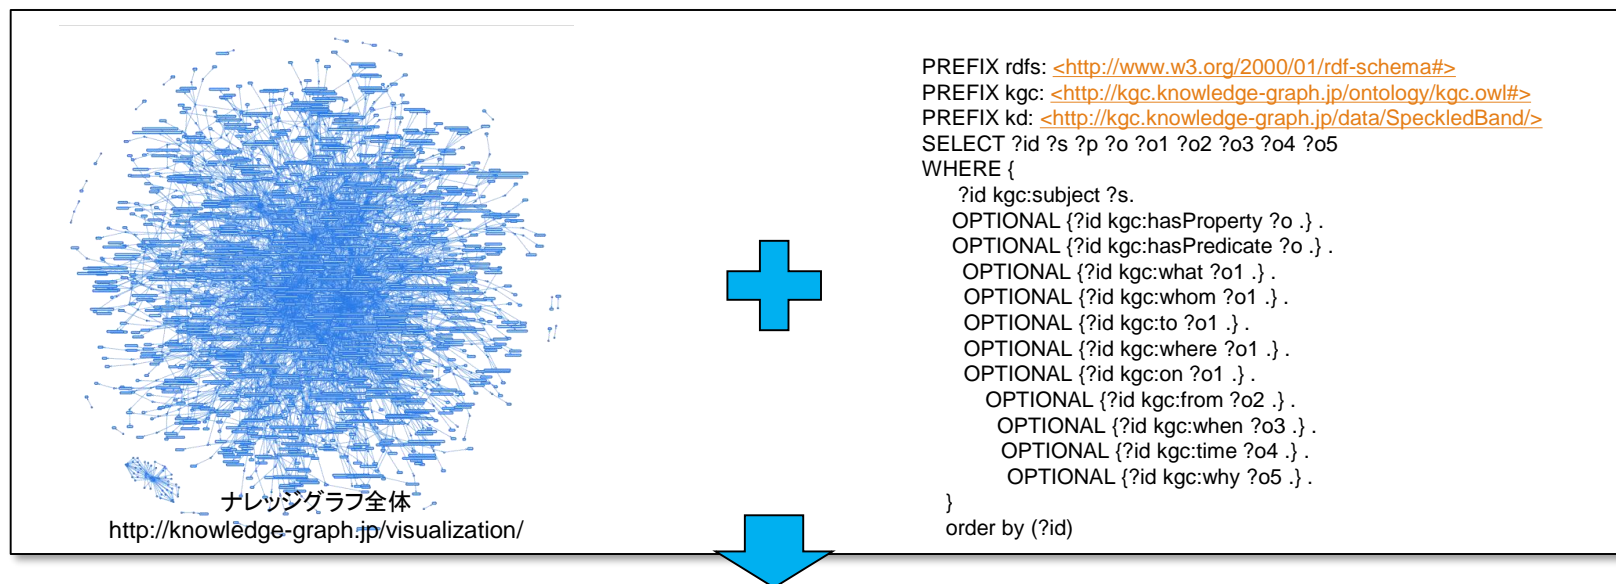 ナレッジグラフ全体
http://knowledge-graph.jp/visualization/
PREFIX rdfs: <http://www.w3.org/2000/01/rdf-schema#>
PREFIX kgc: <http://kgc.knowledge-graph.jp/ontology/kgc.owl#>
PREFIX kd: <http://kgc.knowledge-graph.jp/data/SpeckledBand/>
SELECT ?id ?s ?p ?o ?o1 ?o2 ?o3 ?o4 ?o5
WHERE {
?id kgc:subject ?s.
OPTIONAL {?id kgc:hasProperty ?o .} .
OPTIONAL {?id kgc:hasPredicate ?o .} .
OPTIONAL {?id kgc:what ?o1 .} .
OPTIONAL {?id kgc:whom ?o1 .} .
OPTIONAL {?id kgc:to ?o1 .} .
OPTIONAL {?id kgc:where ?o1 .} .
OPTIONAL {?id kgc:on ?o1 .} .
OPTIONAL {?id kgc:from ?o2 .} .
OPTIONAL {?id kgc:when ?o3 .} .
OPTIONAL {?id kgc:time ?o4 .} .
OPTIONAL {?id kgc:why ?o5 .} .
}
order by (?id)